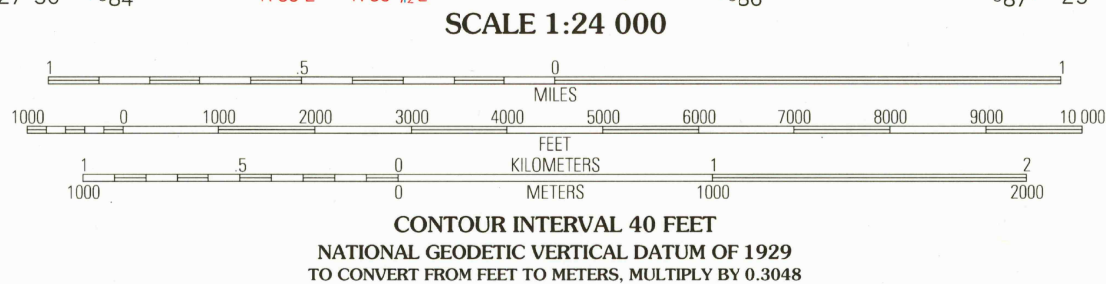 SCALE 1:24 000
1 .5 0 1
MILES
1000 0 1000 2000 3000 4000 5000 6000 7000 8000 9000 10 000
FEET
1 .5 0 KILOMETERS 1 2
1000 0 METERS 1000 2000
CONTOUR INTERVAL 40 FEET
NATIONAL GEODETIC VERTICAL DATUM OF 1929
TO CONVERT FROM FEET TO METERS, MULTIPLY BY 0.3048